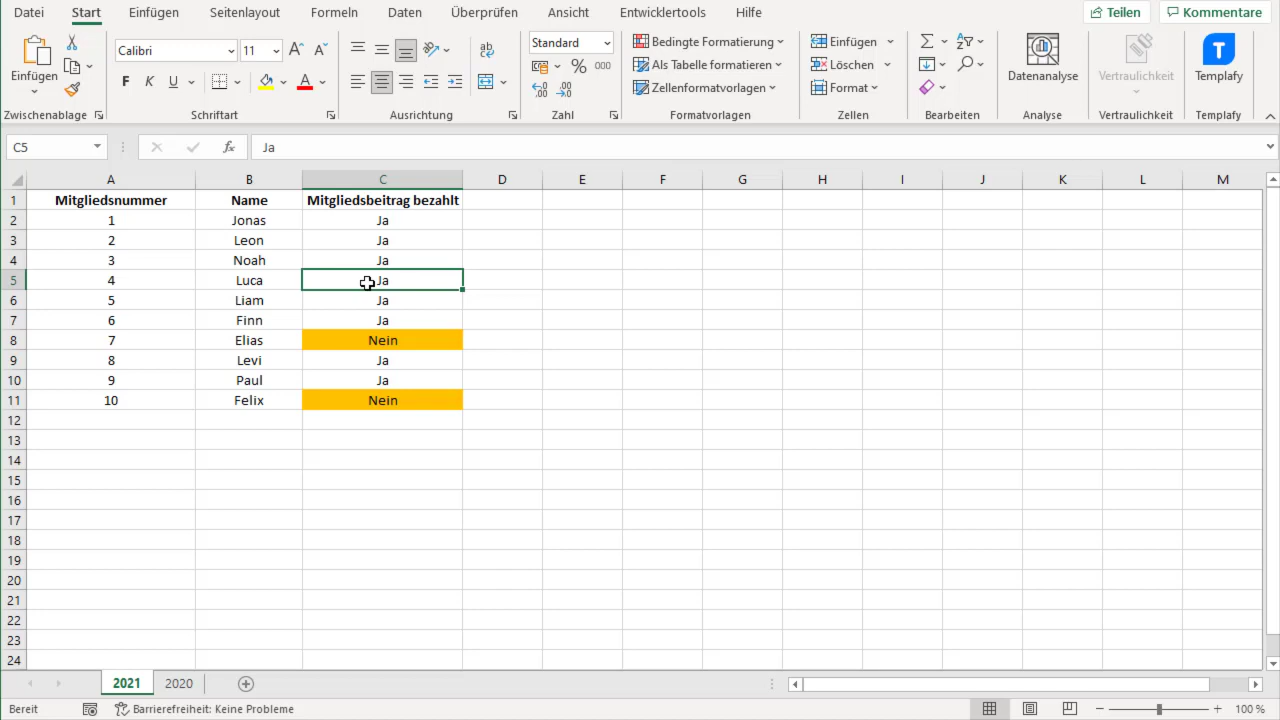 Datei Start Einfügen Seitenlayout Formeln Daten Überprüfen Ansicht Entwicklertools Hilfe Teilen Kommentare
Einfügen
Zwischenablage
Calibri 11
F K U
Schriftart
ab
Ausrichtung
Standard
% 000
Zahl
Bedingte Formatierung
Als Tabelle formatieren
Zellenformatvorlagen
Formatvorlagen
Einfügen
Löschen
Format
Zellen
Bearbeiten
Datenanalyse
Analyse
Vertraulichkeit
Vertraulichkeit
T
Templafy
Templafy
C5 fx Ja
A B C D E F G H I J K L M
1 Mitgliedsnummer Name Mitgliedsbeitrag bezahlt
2 1 Jonas Ja
3 2 Leon Ja
4 3 Noah Ja
5 4 Luca Ja
6 5 Liam Ja
7 6 Finn Ja
8 7 Elias Nein
9 8 Levi Ja
10 9 Paul Ja
11 10 Felix Nein
12
13
14
15
16
17
18
19
20
21
22
23
24
2021 2020
Bereit Barrierefreiheit: Keine Probleme 100 %